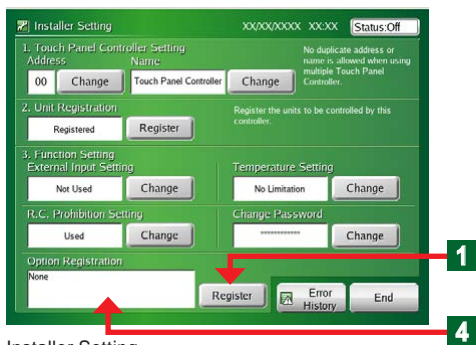 Installer Setting XX/XX/XXXX XX:XX Status:Off
1. Touch Panel Controller Setting
Address Name
00 Change Touch Panel Controller Change
No duplicate address or
name is allowed when using
multiple Touch Panel
Controller.
2. Unit Registration
Registered Register
Register the units to be controlled by this
controller.
3. Function Setting
External Input Setting Temperature Setting
Not Used Change No Limitation Change
R.C. Prohibition Setting Change Password
Used Change ************ Change
Option Registration
None
Register Error
History End
1
4
Installer Setting